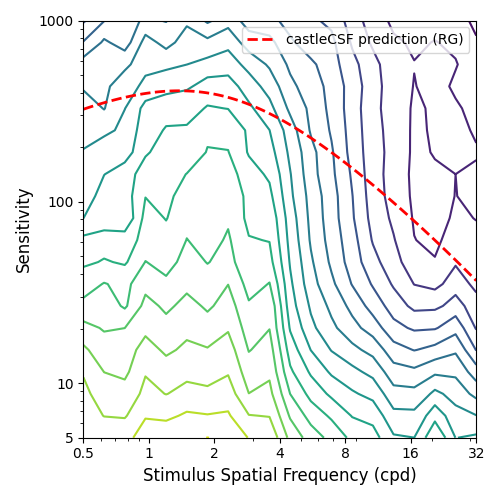 castleCSF prediction (RG)
Sensitivity
1000
100
10
5
0.5 1 2 4 8 16 32
Stimulus Spatial Frequency (cpd)